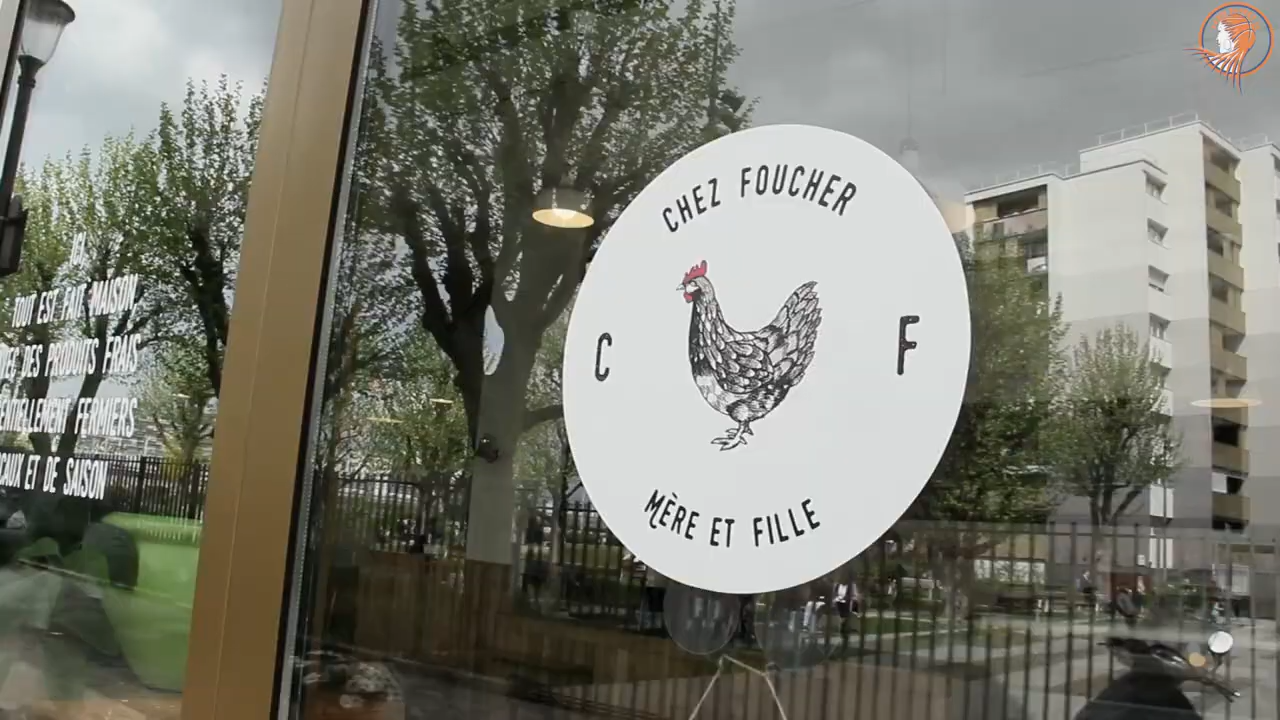 TOUT EST FAIT MAISON
DES PRODUITS FRAIS
FERMIERS
ET DE SAISON
CHEZ FOUCHER
C F
MÈRE ET FILLE